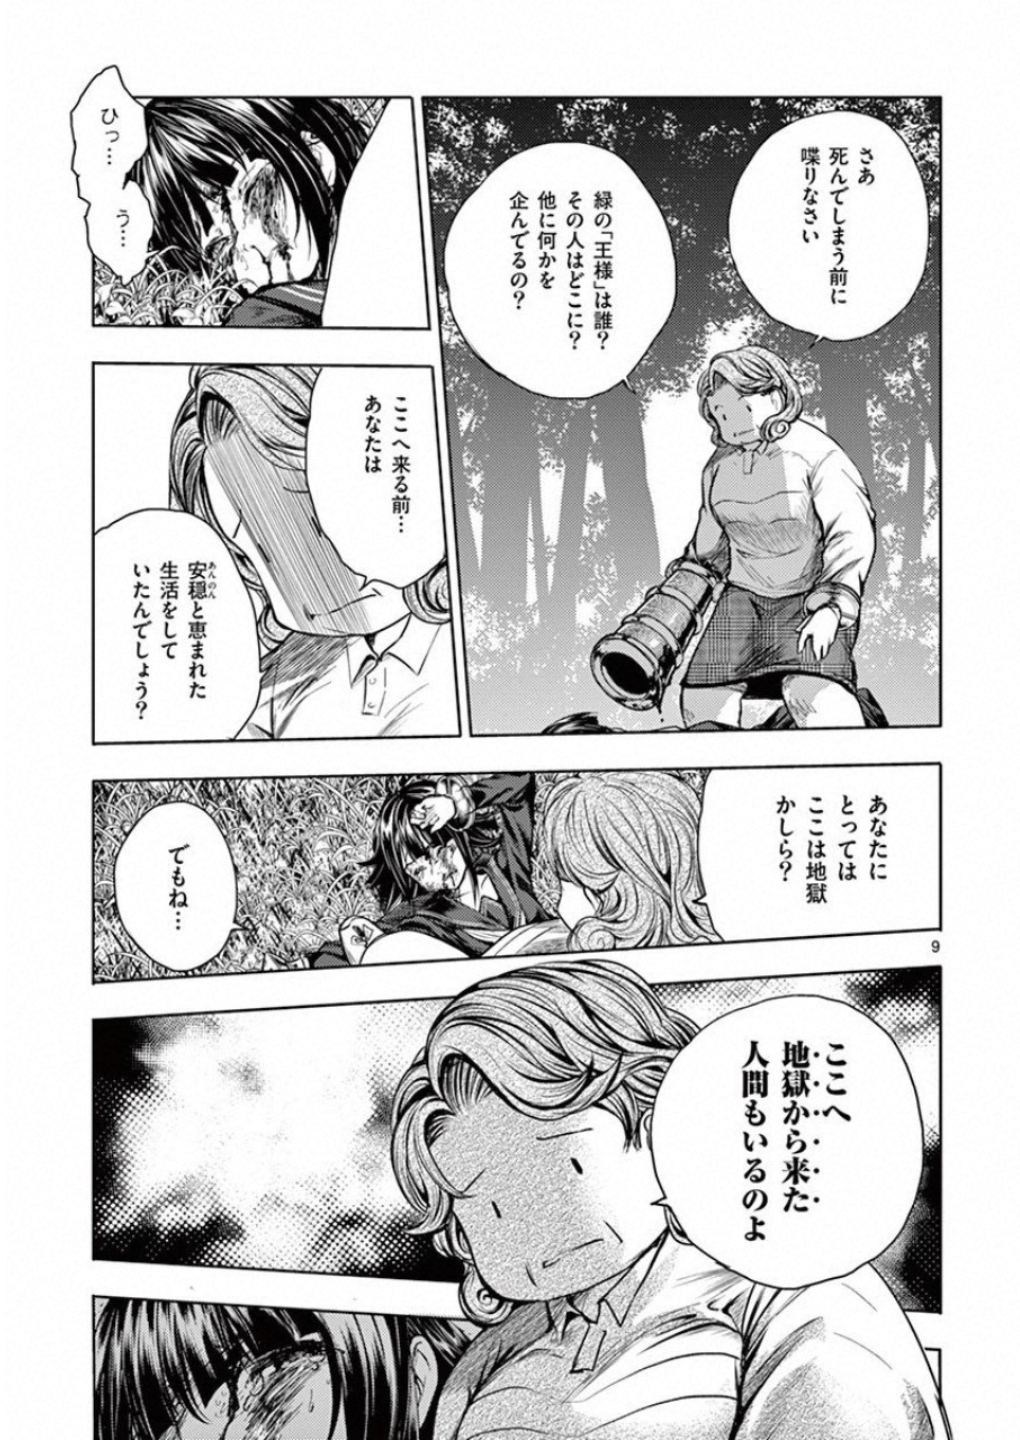 さあ
死んでしまう前に
喋りなさい
緑の「王様」は誰?
その人はどこに?
他に何かを
企んでるの?
ひっ…
う…
ここへ来る前…
あなたは
安穏と恵まれた
あんのん
生活をして
いたんでしょう?
あなたに
とっては
ここは地獄
かしら?
でもね…
9
ここへ
地獄から来た
人間もいるのよ